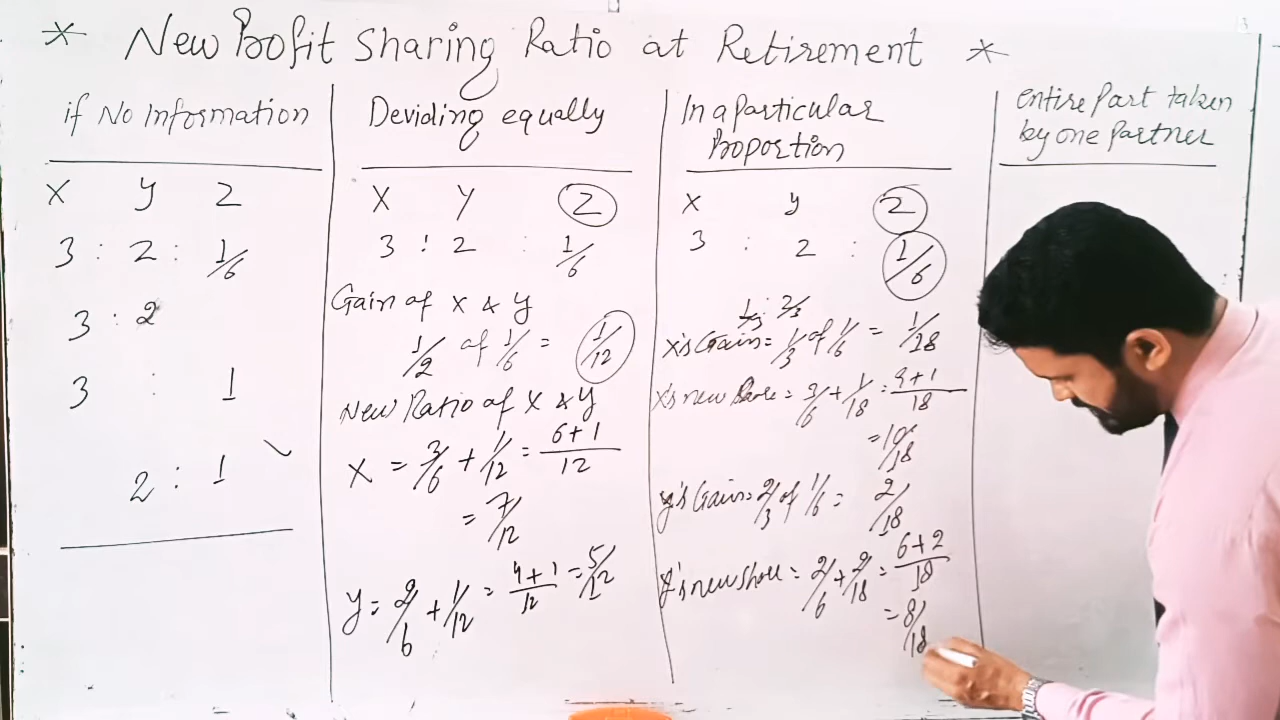 * New Profit Sharing Ratio at Retirement *
if No Information
X Y Z
3 : 2 : 1/6
3 : 2
3 : 1
2 : 1
Deviding equally
X Y Z
3 : 2 : 1/6
Gain of X & Y
1/2 of 1/6 = 1/12
New Ratio of X & Y
X = 3/6 + 1/12 = 6+1/12
= 7/12
Y = 2/6 + 1/12 = 4+1/12 = 5/12
In a particular
Proportion
X Y Z
3 : 2 : 1/6
1/3 : 2/3
X's Gain = 1/3 of 1/6 = 1/18
X's new Share = 3/6 + 1/18 = 9+1/18
= 10/18
Y's Gain = 2/3 of 1/6 = 2/18
Y's new share = 2/6 + 2/18 = 6+2/18
= 8/18
entire Part taken
by one Partner